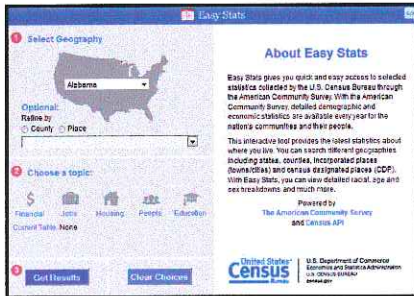 Easy Stats
1 Select Geography
Alabama
Optional:
Refine by
County Place
2 Choose a topic:
Financial Jobs Housing People Education
Current Table: None
3 Get Results Clear Choices
About Easy Stats
Easy Stats gives you quick and easy access to selected
statistics collected by the U.S. Census Bureau through
the American Community Survey. With the American
Community Survey, detailed demographic and
economic statistics are available every year for the
nation's communities and their people.
This interactive tool provides the latest statistics about
where you live. You can search different geographies
including states, counties, incorporated places
(towns/cities) and census designated places (CDP).
With Easy Stats, you can view detailed racial, age and
sex breakdowns and much more.
Powered by
The American Community Survey
and Census API
United States
Census
Bureau
U.S. Department of Commerce
Economics and Statistics Administration
U.S. CENSUS BUREAU
census.gov